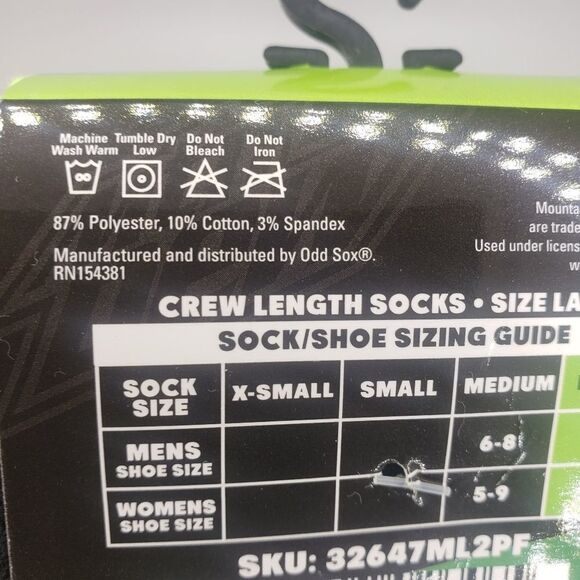 Machine Tumble Dry Do Not Do Not
Wash Warm Low Bleach Iron
87% Polyester, 10% Cotton, 3% Spandex
Manufactured and distributed by Odd Sox®.
RN154381
Mounta
are trade
Used under licens
w
CREW LENGTH SOCKS • SIZE LA
SOCK/SHOE SIZING GUIDE
SOCK SIZE X-SMALL SMALL MEDIUM
MENS SHOE SIZE 6-8
WOMENS SHOE SIZE 5-9
SKU: 32647ML2PF